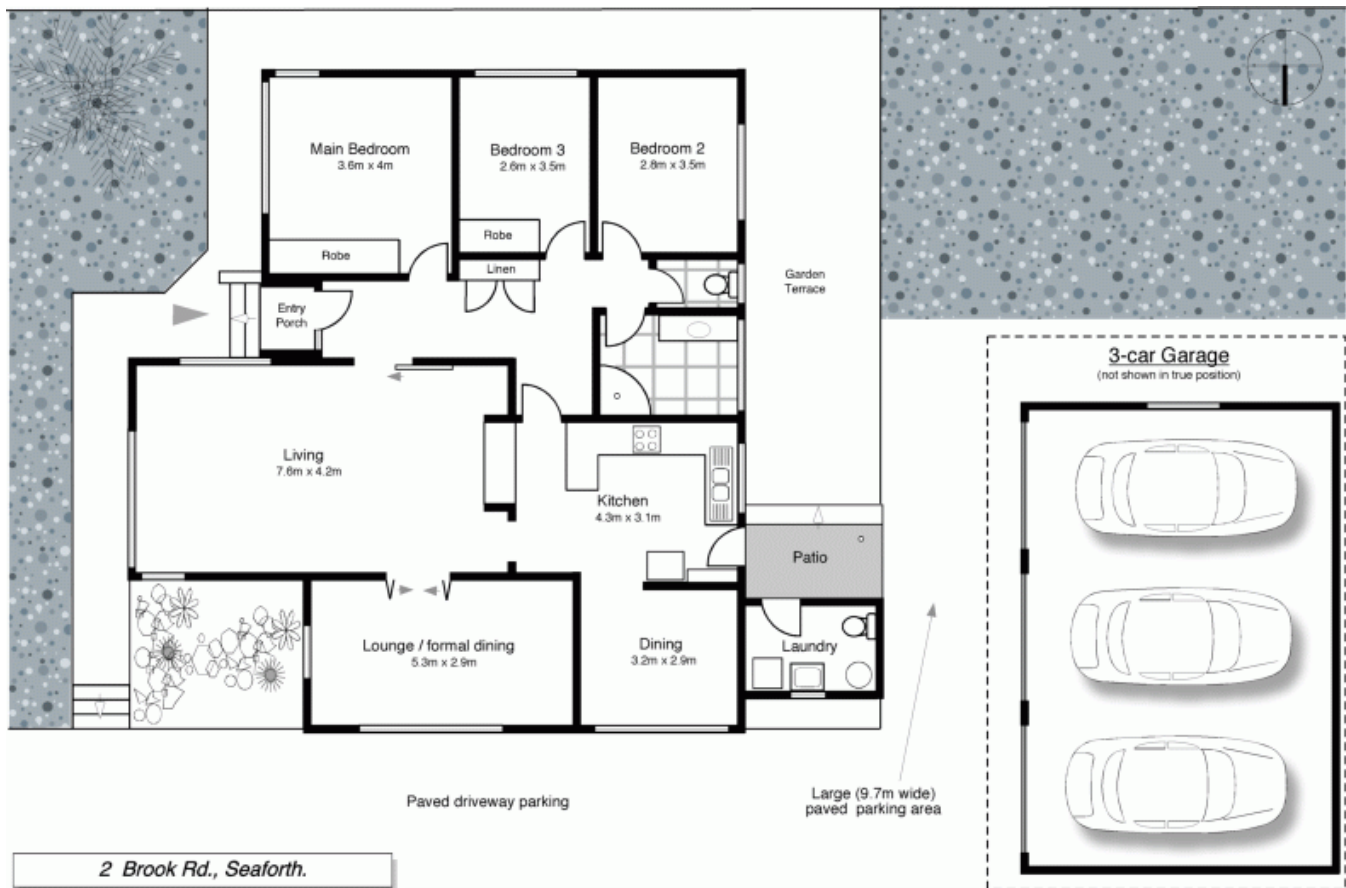 Main Bedroom
3.6m x 4m
Bedroom 3
2.6m x 3.5m
Bedroom 2
2.8m x 3.5m
Robe
Robe
Linen
Entry
Porch
Garden
Terrace
3-car Garage
(not shown in true position)
Living
7.6m x 4.2m
Kitchen
4.3m x 3.1m
Patio
Lounge / formal dining
5.3m x 2.9m
Dining
3.2m x 2.9m
Laundry
Paved driveway parking
Large (9.7m wide)
paved parking area
2 Brook Rd., Seaforth.